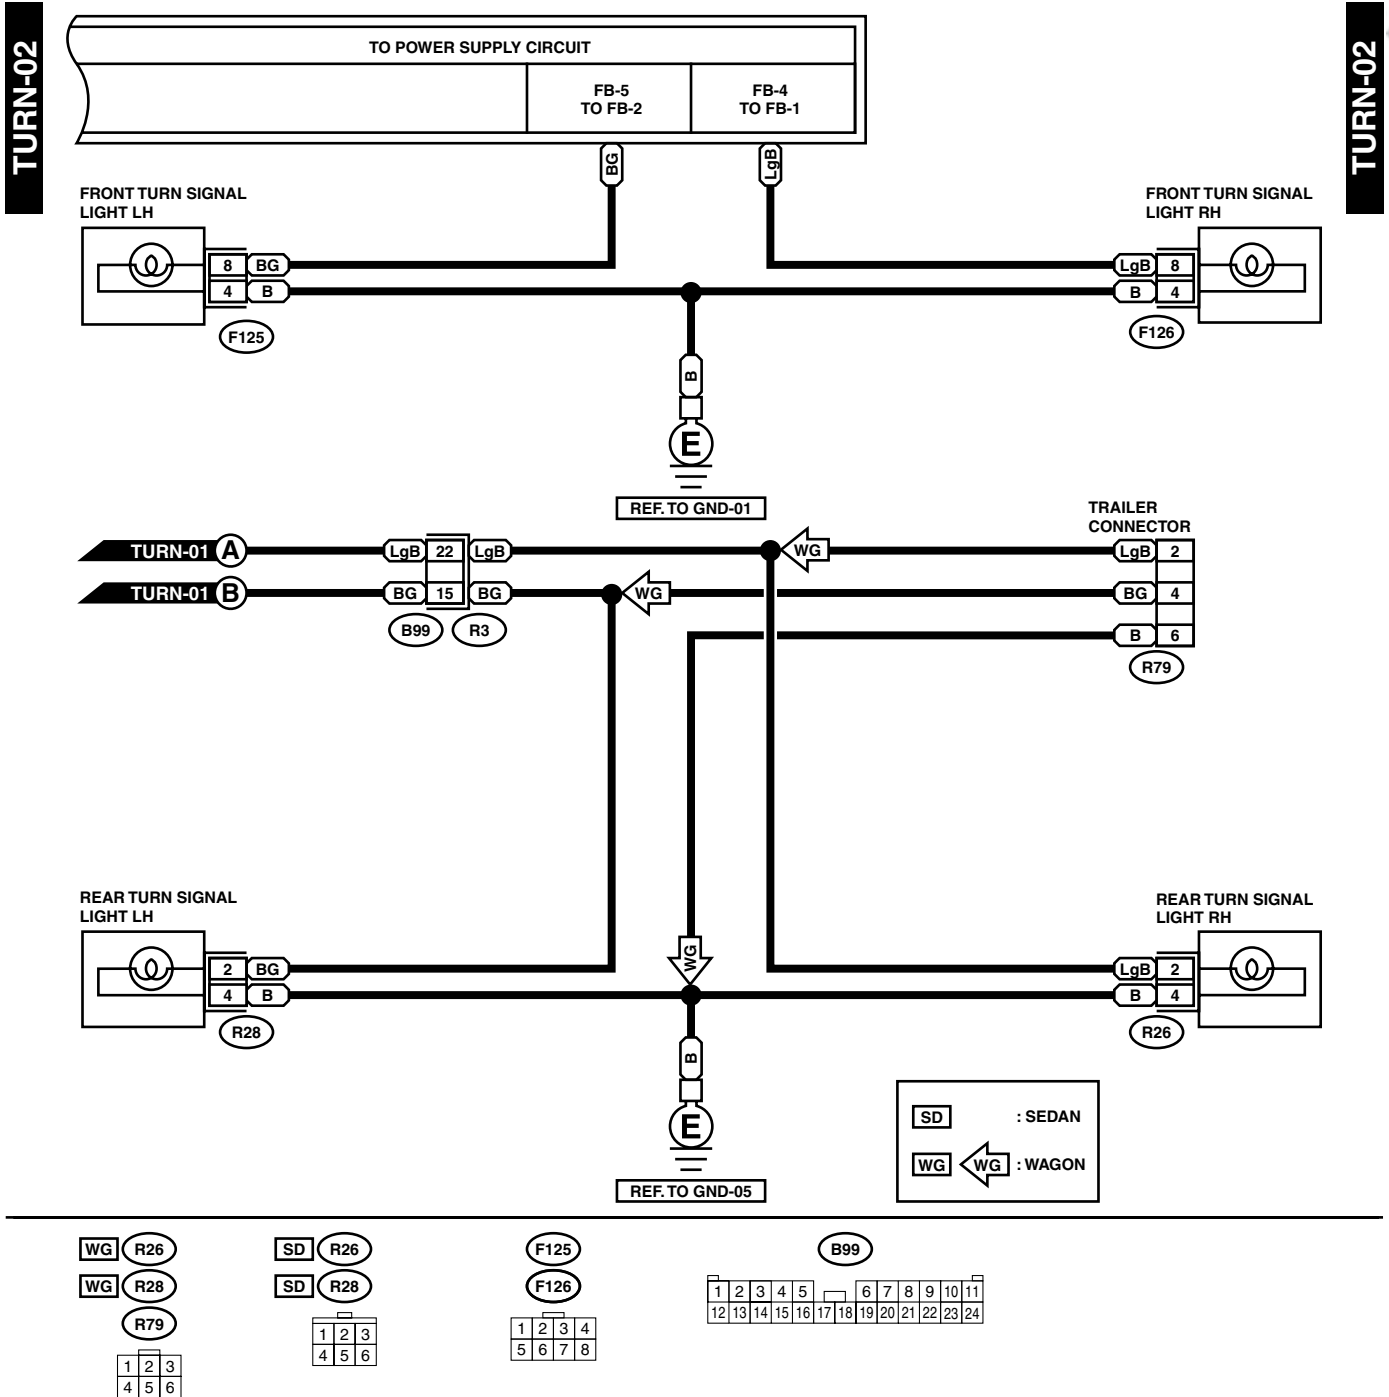 TURN-02
TURN-02
TO POWER SUPPLY CIRCUIT
FB-5
TO FB-2
FB-4
TO FB-1
BG
LgB
FRONT TURN SIGNAL
LIGHT LH
FRONT TURN SIGNAL
LIGHT RH
8 BG
4 B
F125
LgB 8
B 4
F126
B
E
REF. TO GND-01
TRAILER
CONNECTOR
TURN-01 A LgB 22 LgB WG LgB 2
TURN-01 B BG 15 BG WG BG 4
B99 R3 B 6
R79
REAR TURN SIGNAL
LIGHT LH
REAR TURN SIGNAL
LIGHT RH
WG
2 BG
4 B
R28
LgB 2
B 4
R26
B
E
REF. TO GND-05
SD : SEDAN
WG WG : WAGON
WG R26
WG R28
R79
1 2 3
4 5 6
SD R26
SD R28
1 2 3
4 5 6
F125
F126
1 2 3 4
5 6 7 8
B99
1 2 3 4 5 6 7 8 9 10 11
12 13 14 15 16 17 18 19 20 21 22 23 24